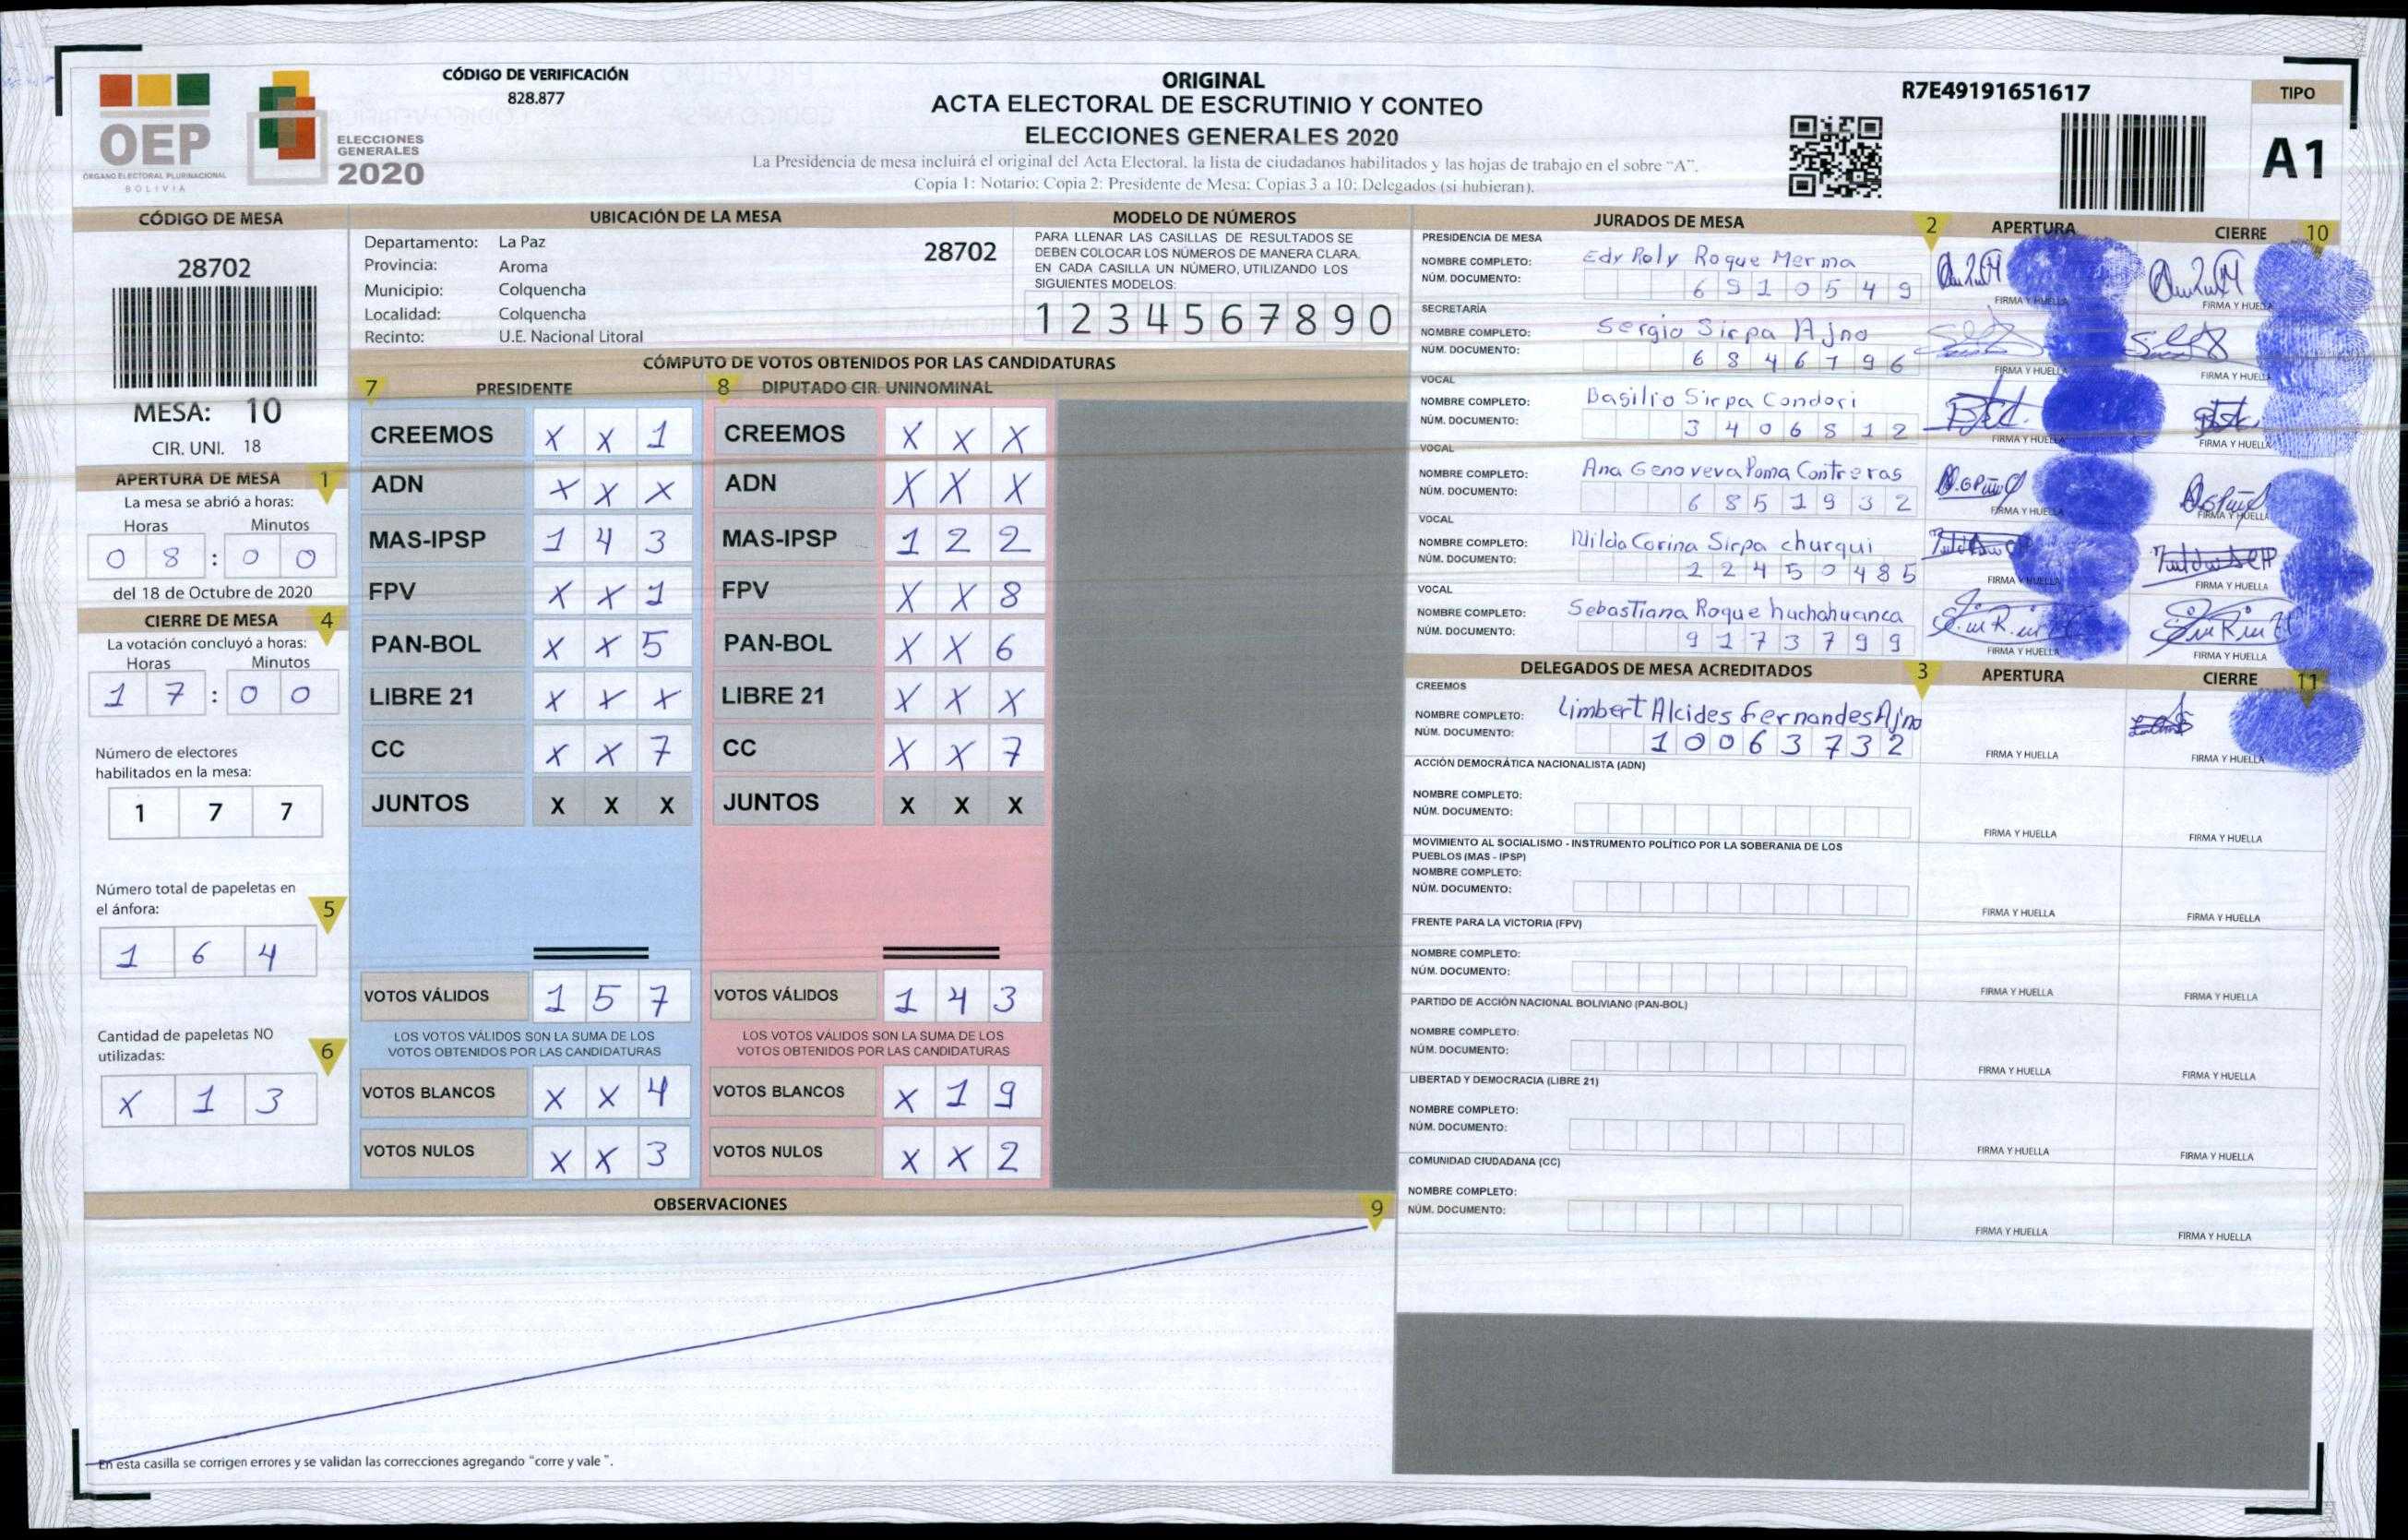 CÓDIGO DE VERIFICACIÓN
828.877
OEP
ÓRGANO ELECTORAL PLURINACIONAL
BOLIVIA
ELECCIONES
GENERALES
2020
ORIGINAL
ACTA ELECTORAL DE ESCRUTINIO Y CONTEO
ELECCIONES GENERALES 2020
La Presidencia de mesa incluirá el original del Acta Electoral, la lista de ciudadanos habilitados y las hojas de trabajo en el sobre "A".
Copia 1: Notario; Copia 2: Presidente de Mesa; Copias 3 a 10: Delegados (si hubieran).
R7E49191651617
TIPO
A1
CÓDIGO DE MESA
28702
MESA: 10
CIR. UNI. 18
APERTURA DE MESA 1
La mesa se abrió a horas:
Horas Minutos
0 8 : 0 0
del 18 de Octubre de 2020
CIERRE DE MESA 4
La votación concluyó a horas:
Horas Minutos
1 7 : 0 0
Número de electores
habilitados en la mesa:
1 7 7
Número total de papeletas en
el ánfora: 5
1 6 4
Cantidad de papeletas NO
utilizadas: 6
X 1 3
UBICACIÓN DE LA MESA
Departamento: La Paz 28702
Provincia: Aroma
Municipio: Colquencha
Localidad: Colquencha
Recinto: U.E. Nacional Litoral
MODELO DE NÚMEROS
PARA LLENAR LAS CASILLAS DE RESULTADOS SE
DEBEN COLOCAR LOS NÚMEROS DE MANERA CLARA.
EN CADA CASILLA UN NÚMERO, UTILIZANDO LOS
SIGUIENTES MODELOS:
1 2 3 4 5 6 7 8 9 0
CÓMPUTO DE VOTOS OBTENIDOS POR LAS CANDIDATURAS
7 PRESIDENTE 8 DIPUTADO CIR. UNINOMINAL
CREEMOS X X 1 CREEMOS X X X
ADN X X X ADN X X X
MAS-IPSP 1 4 3 MAS-IPSP 1 2 2
FPV X X 1 FPV X X 8
PAN-BOL X X 5 PAN-BOL X X 6
LIBRE 21 X X X LIBRE 21 X X X
CC X X 7 CC X X 7
JUNTOS X X X JUNTOS X X X
VOTOS VÁLIDOS 1 5 7 VOTOS VÁLIDOS 1 4 3
LOS VOTOS VÁLIDOS SON LA SUMA DE LOS LOS VOTOS VÁLIDOS SON LA SUMA DE LOS
VOTOS OBTENIDOS POR LAS CANDIDATURAS VOTOS OBTENIDOS POR LAS CANDIDATURAS
VOTOS BLANCOS X X 4 VOTOS BLANCOS X 1 9
VOTOS NULOS X X 3 VOTOS NULOS X X 2
OBSERVACIONES 9
En esta casilla se corrigen errores y se validan las correcciones agregando "corre y vale".
JURADOS DE MESA 2 APERTURA CIERRE 10
PRESIDENCIA DE MESA
NOMBRE COMPLETO: Edy Roly Roque Merma
NÚM. DOCUMENTO: 6 9 1 0 5 4 9
FIRMA Y HUELLA FIRMA Y HUELLA
SECRETARÍA
NOMBRE COMPLETO: Sergio Sirpa Ajno
NÚM. DOCUMENTO: 6 8 4 6 7 9 6
FIRMA Y HUELLA FIRMA Y HUELLA
VOCAL
NOMBRE COMPLETO: Basilio Sirpa Condori
NÚM. DOCUMENTO: 3 4 0 6 8 1 2
FIRMA Y HUELLA FIRMA Y HUELLA
VOCAL
NOMBRE COMPLETO: Ana Genoveva Poma Contreras
NÚM. DOCUMENTO: 6 8 5 1 9 3 2
FIRMA Y HUELLA FIRMA Y HUELLA
VOCAL
NOMBRE COMPLETO: Wilda Corina Sirpa churqui
NÚM. DOCUMENTO: 2 2 4 5 0 4 8 5
FIRMA Y HUELLA FIRMA Y HUELLA
VOCAL
NOMBRE COMPLETO: Sebastiana Roque huchahuanca
NÚM. DOCUMENTO: 9 1 7 3 7 9 9
FIRMA Y HUELLA FIRMA Y HUELLA
DELEGADOS DE MESA ACREDITADOS 3 APERTURA CIERRE 11
CREEMOS
NOMBRE COMPLETO: Limbert Alcides Fernandes Ajno
NÚM. DOCUMENTO: 1 0 0 6 3 7 3 2
FIRMA Y HUELLA FIRMA Y HUELLA
ACCIÓN DEMOCRÁTICA NACIONALISTA (ADN)
NOMBRE COMPLETO:
NÚM. DOCUMENTO:
FIRMA Y HUELLA FIRMA Y HUELLA
MOVIMIENTO AL SOCIALISMO - INSTRUMENTO POLÍTICO POR LA SOBERANIA DE LOS
PUEBLOS (MAS - IPSP)
NOMBRE COMPLETO:
NÚM. DOCUMENTO:
FIRMA Y HUELLA FIRMA Y HUELLA
FRENTE PARA LA VICTORIA (FPV)
NOMBRE COMPLETO:
NÚM. DOCUMENTO:
FIRMA Y HUELLA FIRMA Y HUELLA
PARTIDO DE ACCIÓN NACIONAL BOLIVIANO (PAN-BOL)
NOMBRE COMPLETO:
NÚM. DOCUMENTO:
FIRMA Y HUELLA FIRMA Y HUELLA
LIBERTAD Y DEMOCRACIA (LIBRE 21)
NOMBRE COMPLETO:
NÚM. DOCUMENTO:
FIRMA Y HUELLA FIRMA Y HUELLA
COMUNIDAD CIUDADANA (CC)
NOMBRE COMPLETO:
NÚM. DOCUMENTO:
FIRMA Y HUELLA FIRMA Y HUELLA